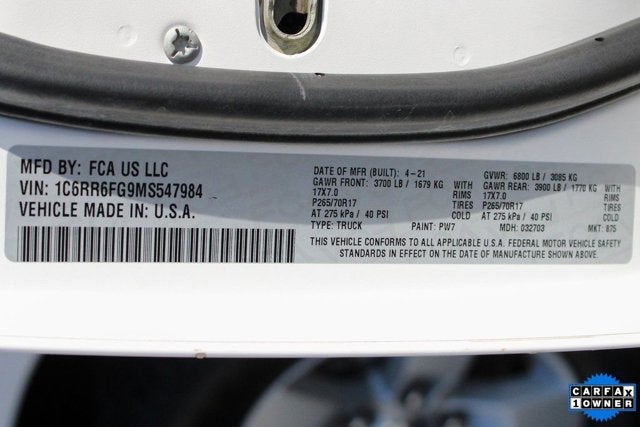 MFD BY: FCA US LLC
VIN: 1C6RR6FG9MS547984
VEHICLE MADE IN: U.S.A.
DATE OF MFR (BUILT): 4-21
GVWR: 6800 LB / 3085 KG
GAWR FRONT: 3700 LB / 1679 KG WITH
GAWR REAR: 3900 LB / 1770 KG WITH
17X7.0 RIMS
17X7.0 RIMS
P265/70R17 TIRES
P265/70R17 TIRES
AT 275 kPa / 40 PSI COLD
AT 275 kPa / 40 PSI COLD
TYPE: TRUCK PAINT: PW7 MDH: 032703 MKT: 875
THIS VEHICLE CONFORMS TO ALL APPLICABLE U.S.A. FEDERAL MOTOR VEHICLE SAFETY
STANDARDS IN EFFECT ON THE DATE OF MANUFACTURE SHOWN ABOVE.
CARFAX
1 OWNER